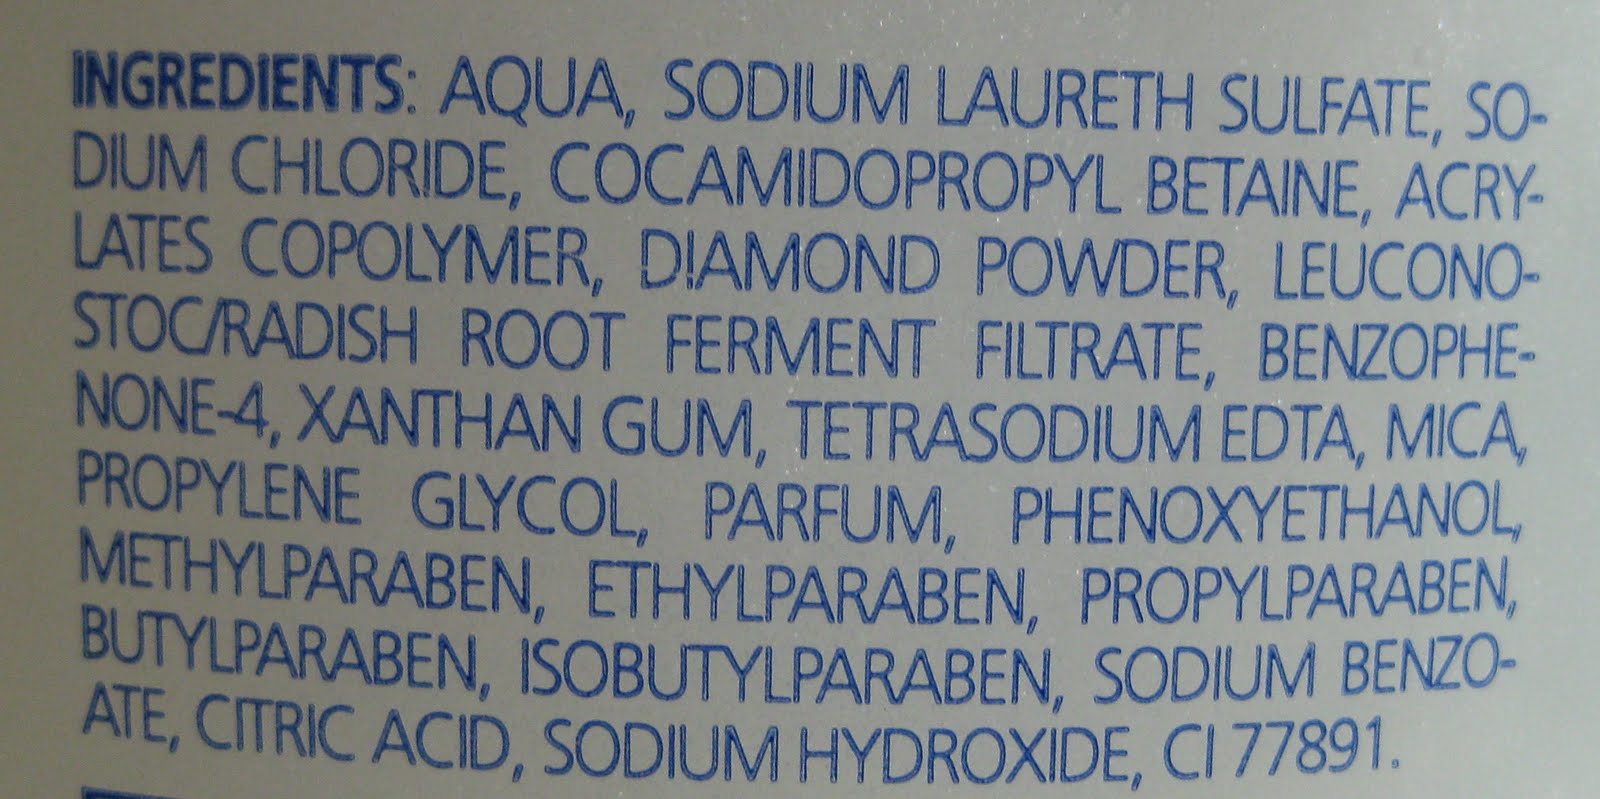 INGREDIENTS: AQUA, SODIUM LAURETH SULFATE, SO-
DIUM CHLORIDE, COCAMIDOPROPYL BETAINE, ACRY-
LATES COPOLYMER, DIAMOND POWDER, LEUCONO-
STOC/RADISH ROOT FERMENT FILTRATE, BENZOPHE-
NONE-4, XANTHAN GUM, TETRASODIUM EDTA, MICA,
PROPYLENE GLYCOL, PARFUM, PHENOXYETHANOL,
METHYLPARABEN, ETHYLPARABEN, PROPYLPARABEN,
BUTYLPARABEN, ISOBUTYLPARABEN, SODIUM BENZO-
ATE, CITRIC ACID, SODIUM HYDROXIDE, CI 77891.